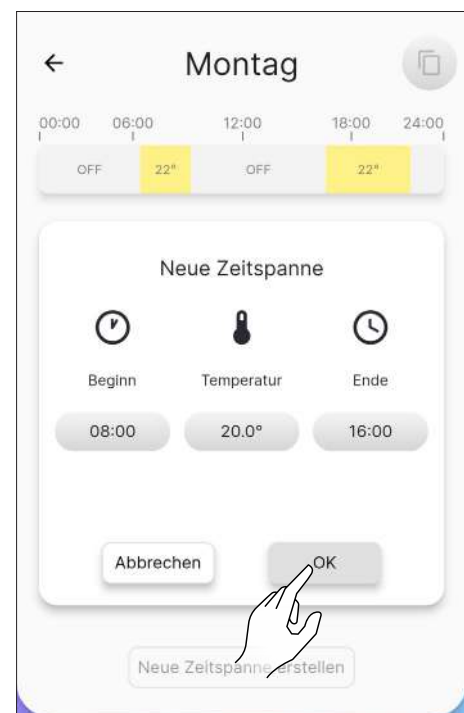 Montag
00:00 06:00 12:00 18:00 24:00
OFF 22° OFF 22°
Neue Zeitspanne
Beginn Temperatur Ende
08:00 20.0° 16:00
Abbrechen OK
Neue Zeitspanne erstellen